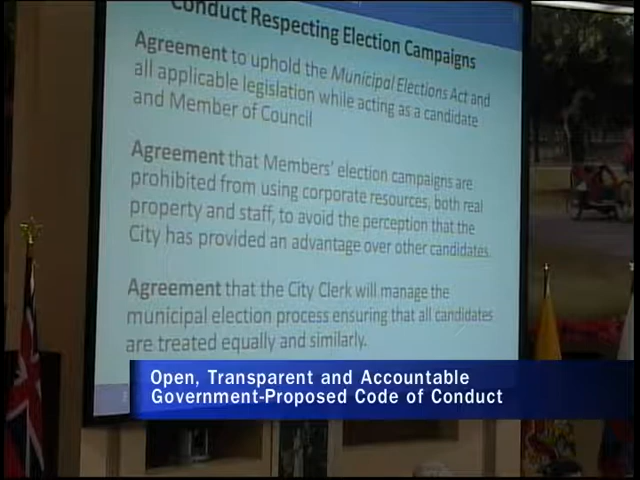 Conduct Respecting Election Campaigns
Agreement to uphold the Municipal Elections Act and
all applicable legislation while acting as a candidate
and Member of Council
Agreement that Members' election campaigns are
prohibited from using corporate resources, both real
property and staff, to avoid the perception that the
City has provided an advantage over other candidates.
Agreement that the City Clerk will manage the
municipal election process ensuring that all candidates
are treated equally and similarly.
Open, Transparent and Accountable
Government-Proposed Code of Conduct